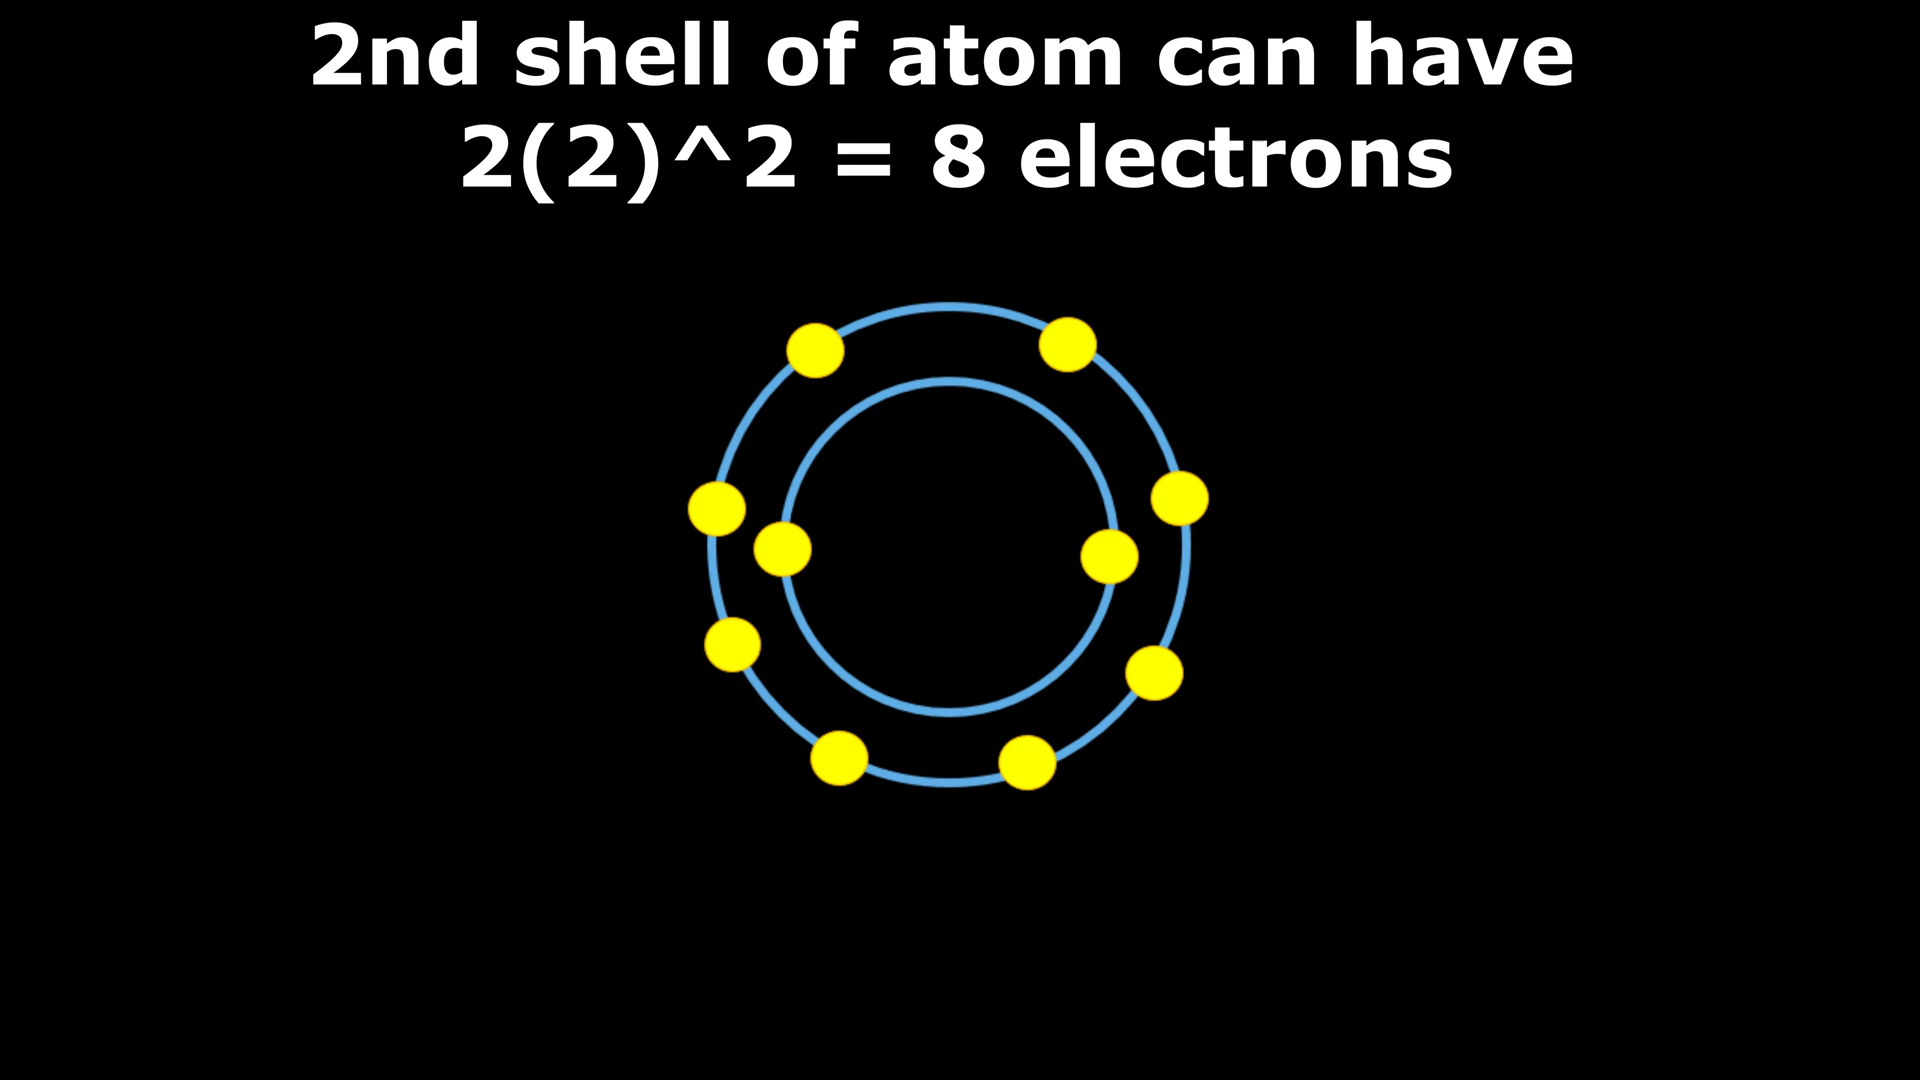 2nd shell of atom can have
2(2)^2 = 8 electrons